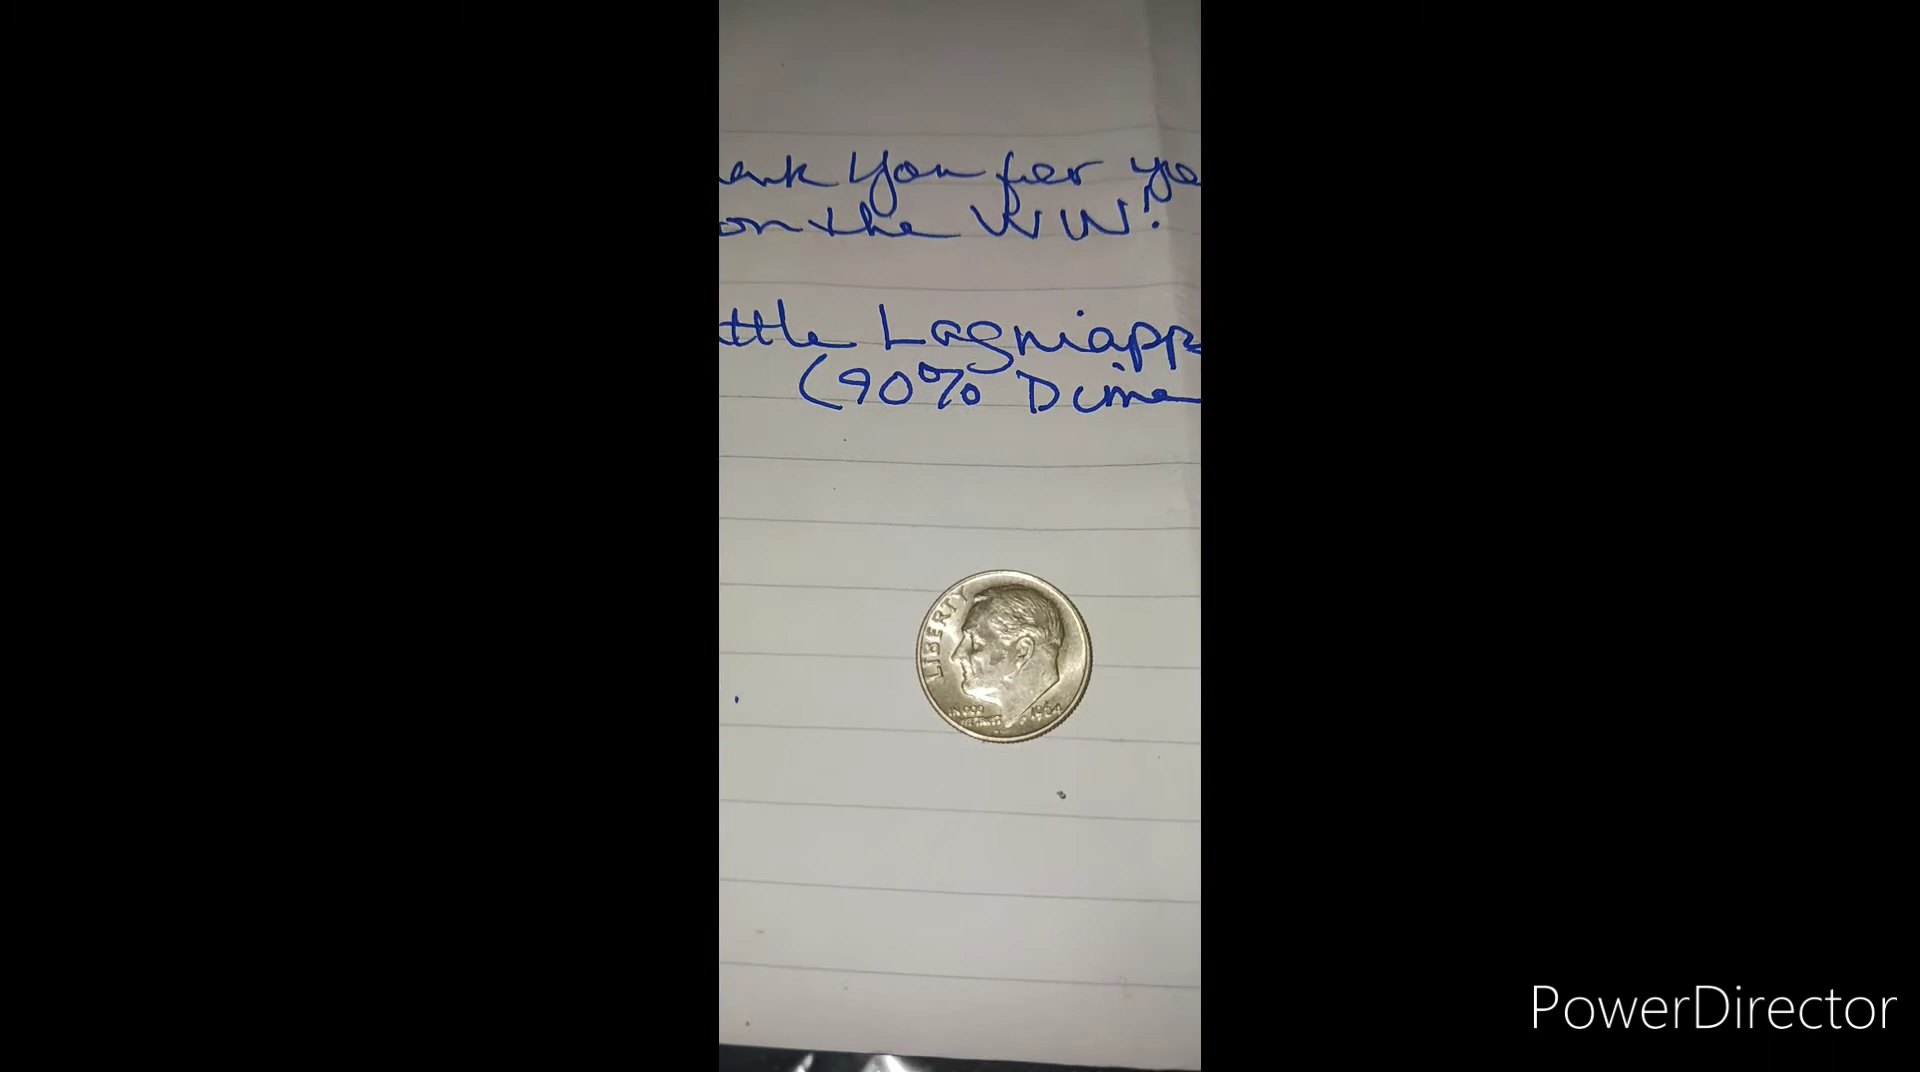 ank You for yo
on the WW!
ttle Lagniapp
(90% Dime
LIBERTY
IN GOD
WE TRUST
1964
PowerDirector